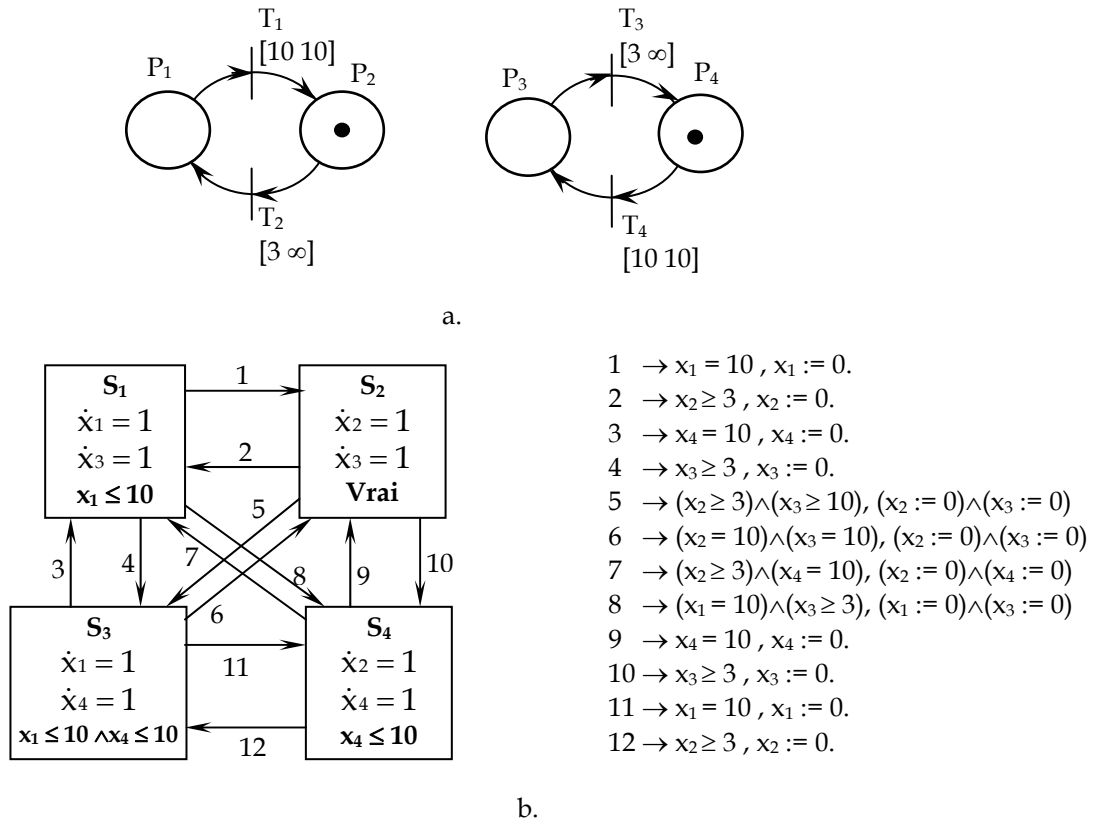 T1
[10 10]
P1
P2
T2
[3 ∞]
T3
[3 ∞]
P3
P4
T4
[10 10]
a.
S1
ẋ1 = 1
ẋ3 = 1
x1 ≤ 10
S2
ẋ2 = 1
ẋ3 = 1
Vrai
S3
ẋ1 = 1
ẋ4 = 1
x1 ≤ 10 ∧x4 ≤ 10
S4
ẋ2 = 1
ẋ4 = 1
x4 ≤ 10
1
2
5
3
4
7
8
9
10
6
11
12
1 → x1 = 10 , x1 := 0.
2 → x2 ≥ 3 , x2 := 0.
3 → x4 = 10 , x4 := 0.
4 → x3 ≥ 3 , x3 := 0.
5 → (x2 ≥ 3)∧(x3 ≥ 10), (x2 := 0)∧(x3 := 0)
6 → (x2 = 10)∧(x3 = 10), (x2 := 0)∧(x3 := 0)
7 → (x2 ≥ 3)∧(x4 = 10), (x2 := 0)∧(x4 := 0)
8 → (x1 = 10)∧(x3 ≥ 3), (x1 := 0)∧(x3 := 0)
9 → x4 = 10 , x4 := 0.
10 → x3 ≥ 3 , x3 := 0.
11 → x1 = 10 , x1 := 0.
12 → x2 ≥ 3 , x2 := 0.
b.